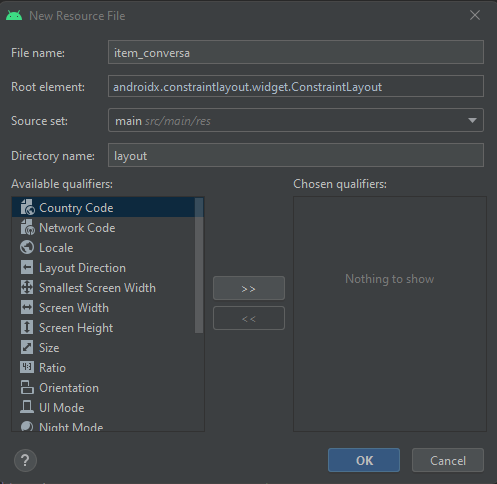 New Resource File
File name: item_conversa
Root element: androidx.constraintlayout.widget.ConstraintLayout
Source set: main src/main/res
Directory name: layout
Available qualifiers:
Country Code
Network Code
Locale
Layout Direction
Smallest Screen Width
Screen Width
Screen Height
Size
4:3 Ratio
Orientation
UI Mode
Night Mode
>>
<<
Chosen qualifiers:
Nothing to show
?
OK
Cancel